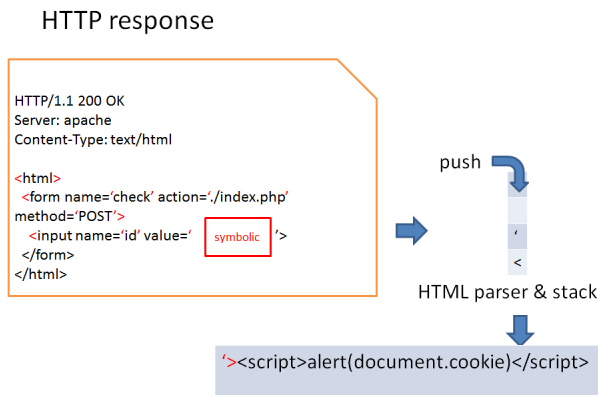 HTTP response
HTTP/1.1 200 OK
Server: apache
Content-Type: text/html
<html>
<form name=‘check’ action=‘./index.php’
method=‘POST’>
<input name=‘id’ value=‘ symbolic ’>
</form>
</html>
push
‘
<
HTML parser & stack
‘><script>alert(document.cookie)</script>